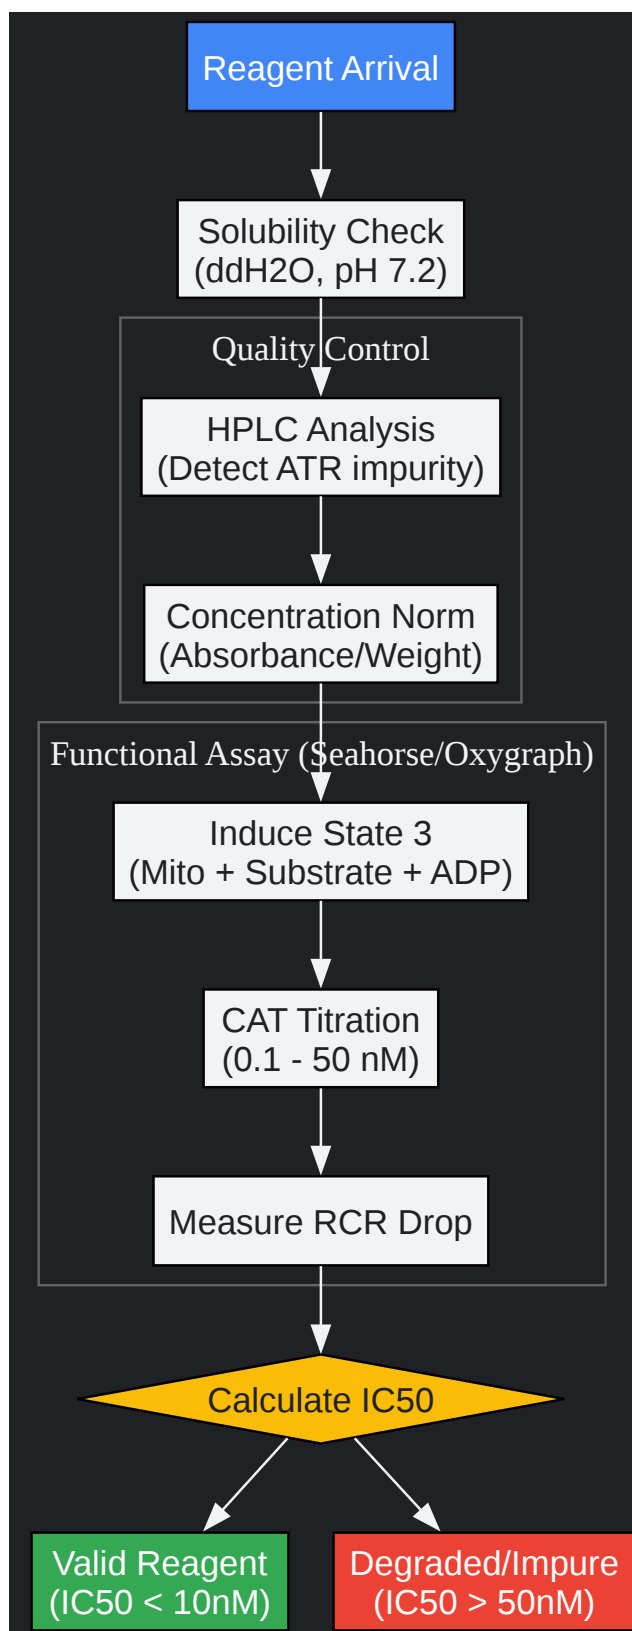 Reagent Arrival
Solubility Check
(ddH2O, pH 7.2)
Quality Control
HPLC Analysis
(Detect ATR impurity)
Concentration Norm
(Absorbance/Weight)
Functional Assay (Seahorse/Oxygraph)
Induce State 3
(Mito + Substrate + ADP)
CAT Titration
(0.1 - 50 nM)
Measure RCR Drop
Calculate IC50
Valid Reagent
(IC50 < 10nM)
Degraded/Impure
(IC50 > 50nM)